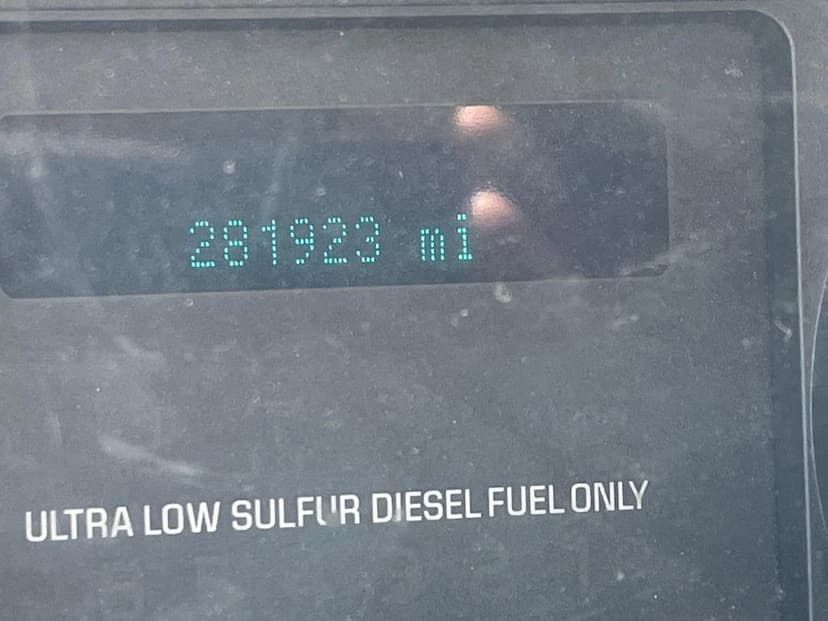 281923 mi
ULTRA LOW SULFUR DIESEL FUEL ONLY